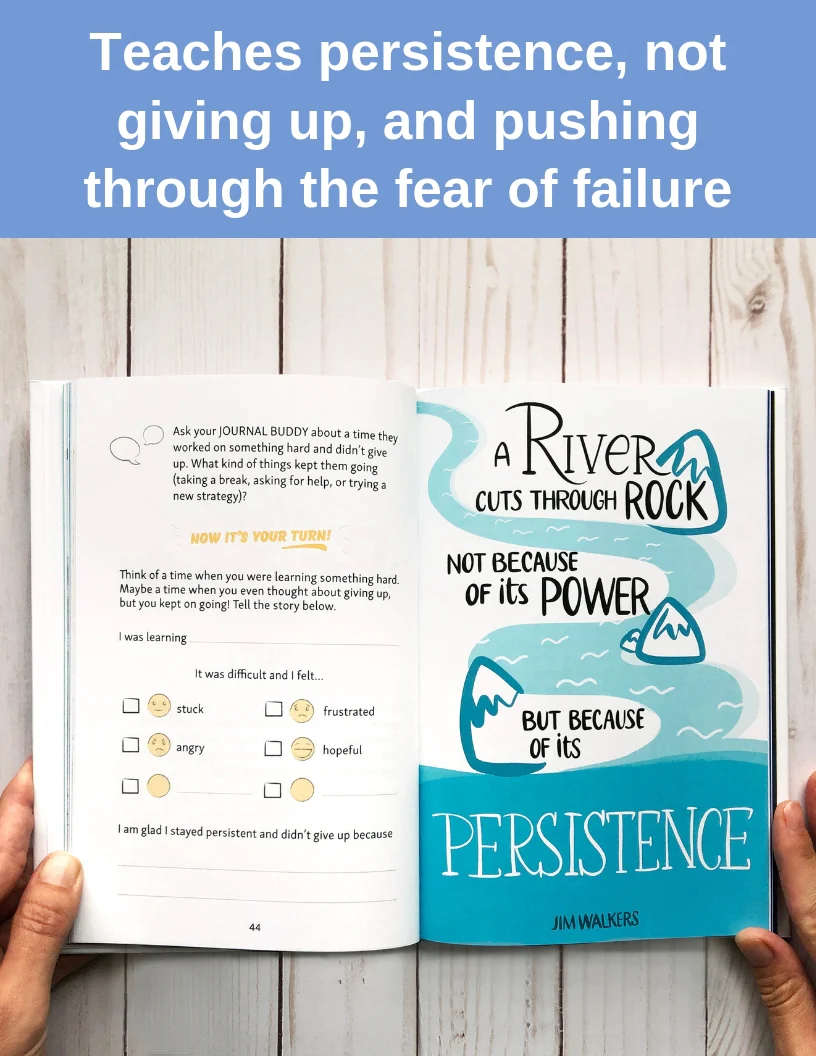 Teaches persistence, not
giving up, and pushing
through the fear of failure
Ask your JOURNAL BUDDY about a time they
worked on something hard and didn't give
up. What kind of things kept them going
(taking a break, asking for help, or trying a
new strategy)?
NOW IT'S YOUR TURN!
Think of a time when you were learning something hard.
Maybe a time when you even thought about giving up,
but you kept on going! Tell the story below.
I was learning
It was difficult and I felt...
stuck
frustrated
angry
hopeful
I am glad I stayed persistent and didn't give up because
44
A RIVER
CUTS THROUGH ROCK
NOT BECAUSE
OF its POWER
BUT BECAUSE
OF its
PERSISTENCE
JIM WALKERS